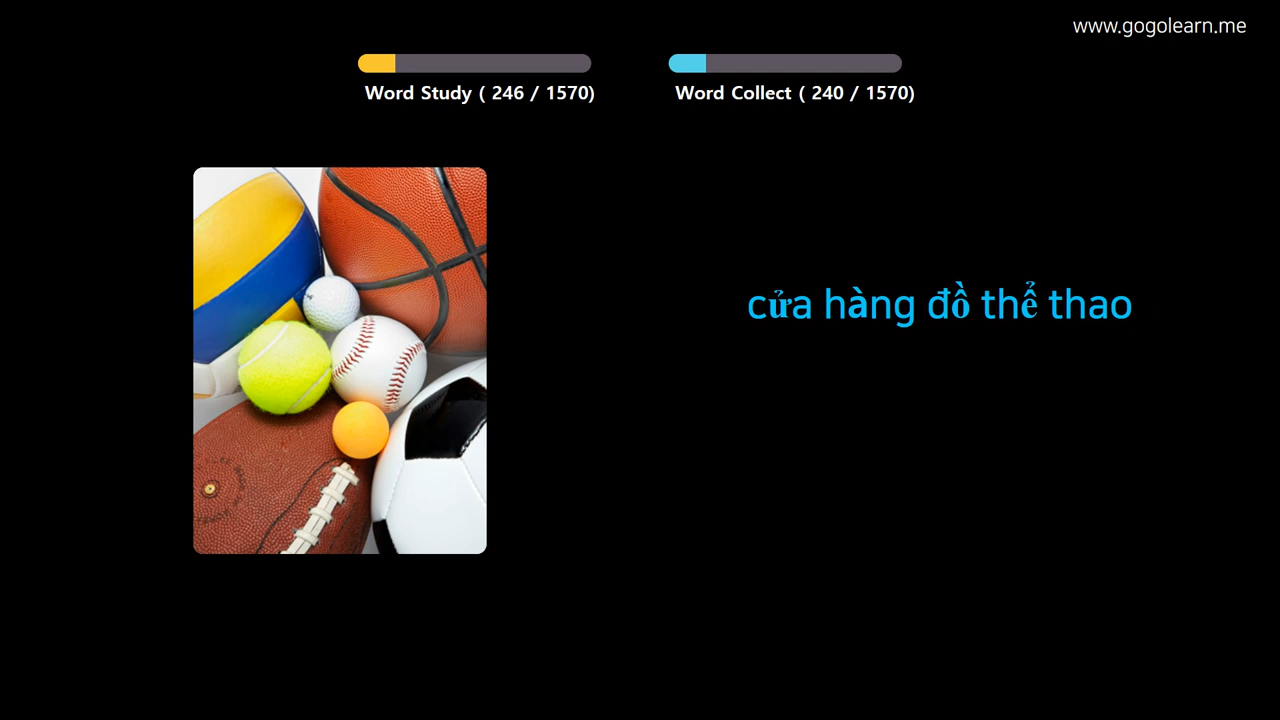 www.gogolearn.me
Word Study ( 246 / 1570)
Word Collect ( 240 / 1570)
cửa hàng đồ thể thao